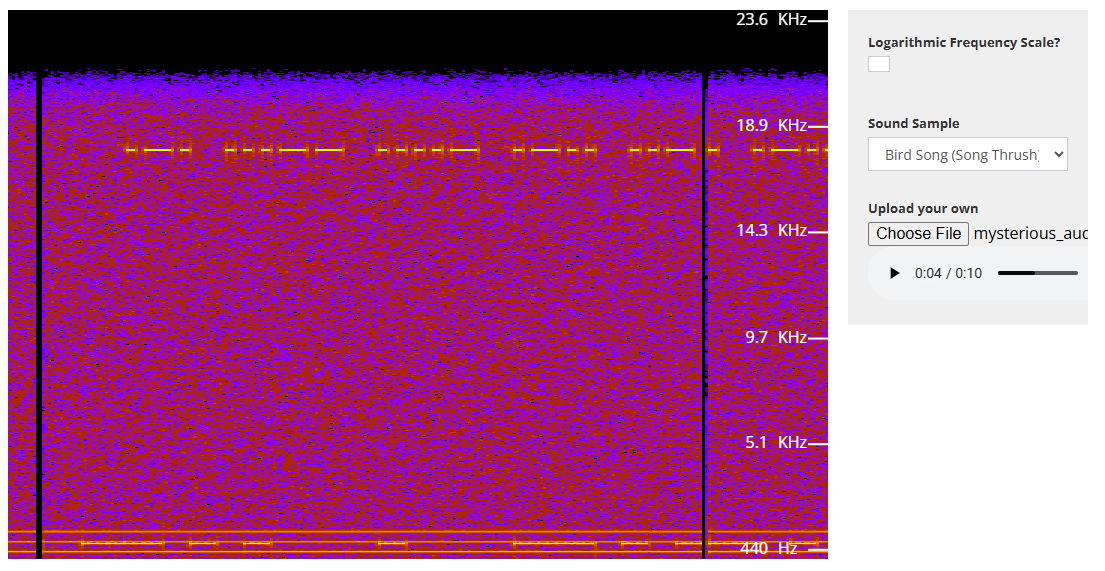 23.6 KHz
18.9 KHz
14.3 KHz
9.7 KHz
5.1 KHz
440 Hz
Logarithmic Frequency Scale?
Sound Sample
Bird Song (Song Thrush)
Upload your own
Choose File mysterious_aud
0:04 / 0:10